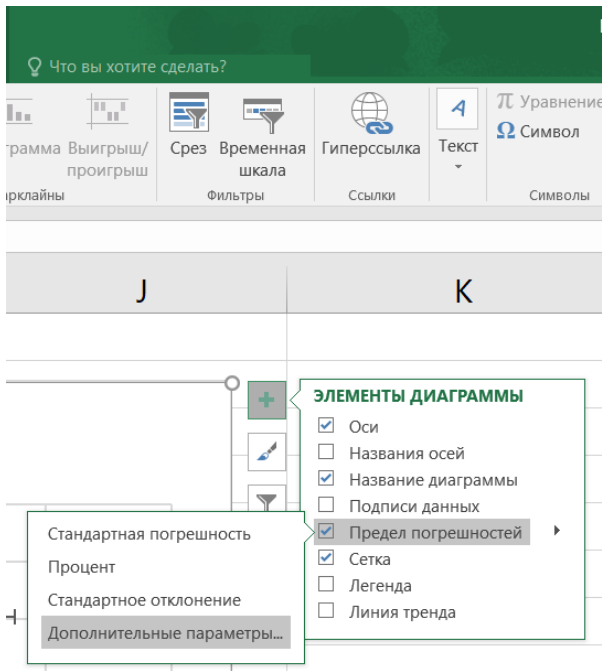 Что вы хотите сделать?
Выигрыш/
проигрыш
Срез
Временная
шкала
Гиперссылка
Текст
π Уравнение
Ω Символ
Фильтры
Ссылки
Символы
J
K
ЭЛЕМЕНТЫ ДИАГРАММЫ
Оси
Названия осей
Название диаграммы
Подписи данных
Предел погрешностей
Сетка
Легенда
Линия тренда
Стандартная погрешность
Процент
Стандартное отклонение
Дополнительные параметры...